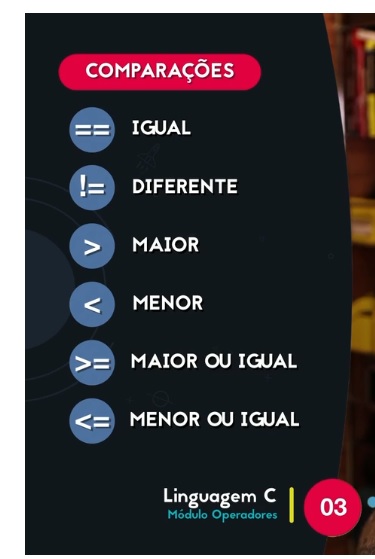 COMPARAÇÕES
== IGUAL
!= DIFERENTE
> MAIOR
< MENOR
>= MAIOR OU IGUAL
<= MENOR OU IGUAL
Linguagem C
Módulo Operadores
03